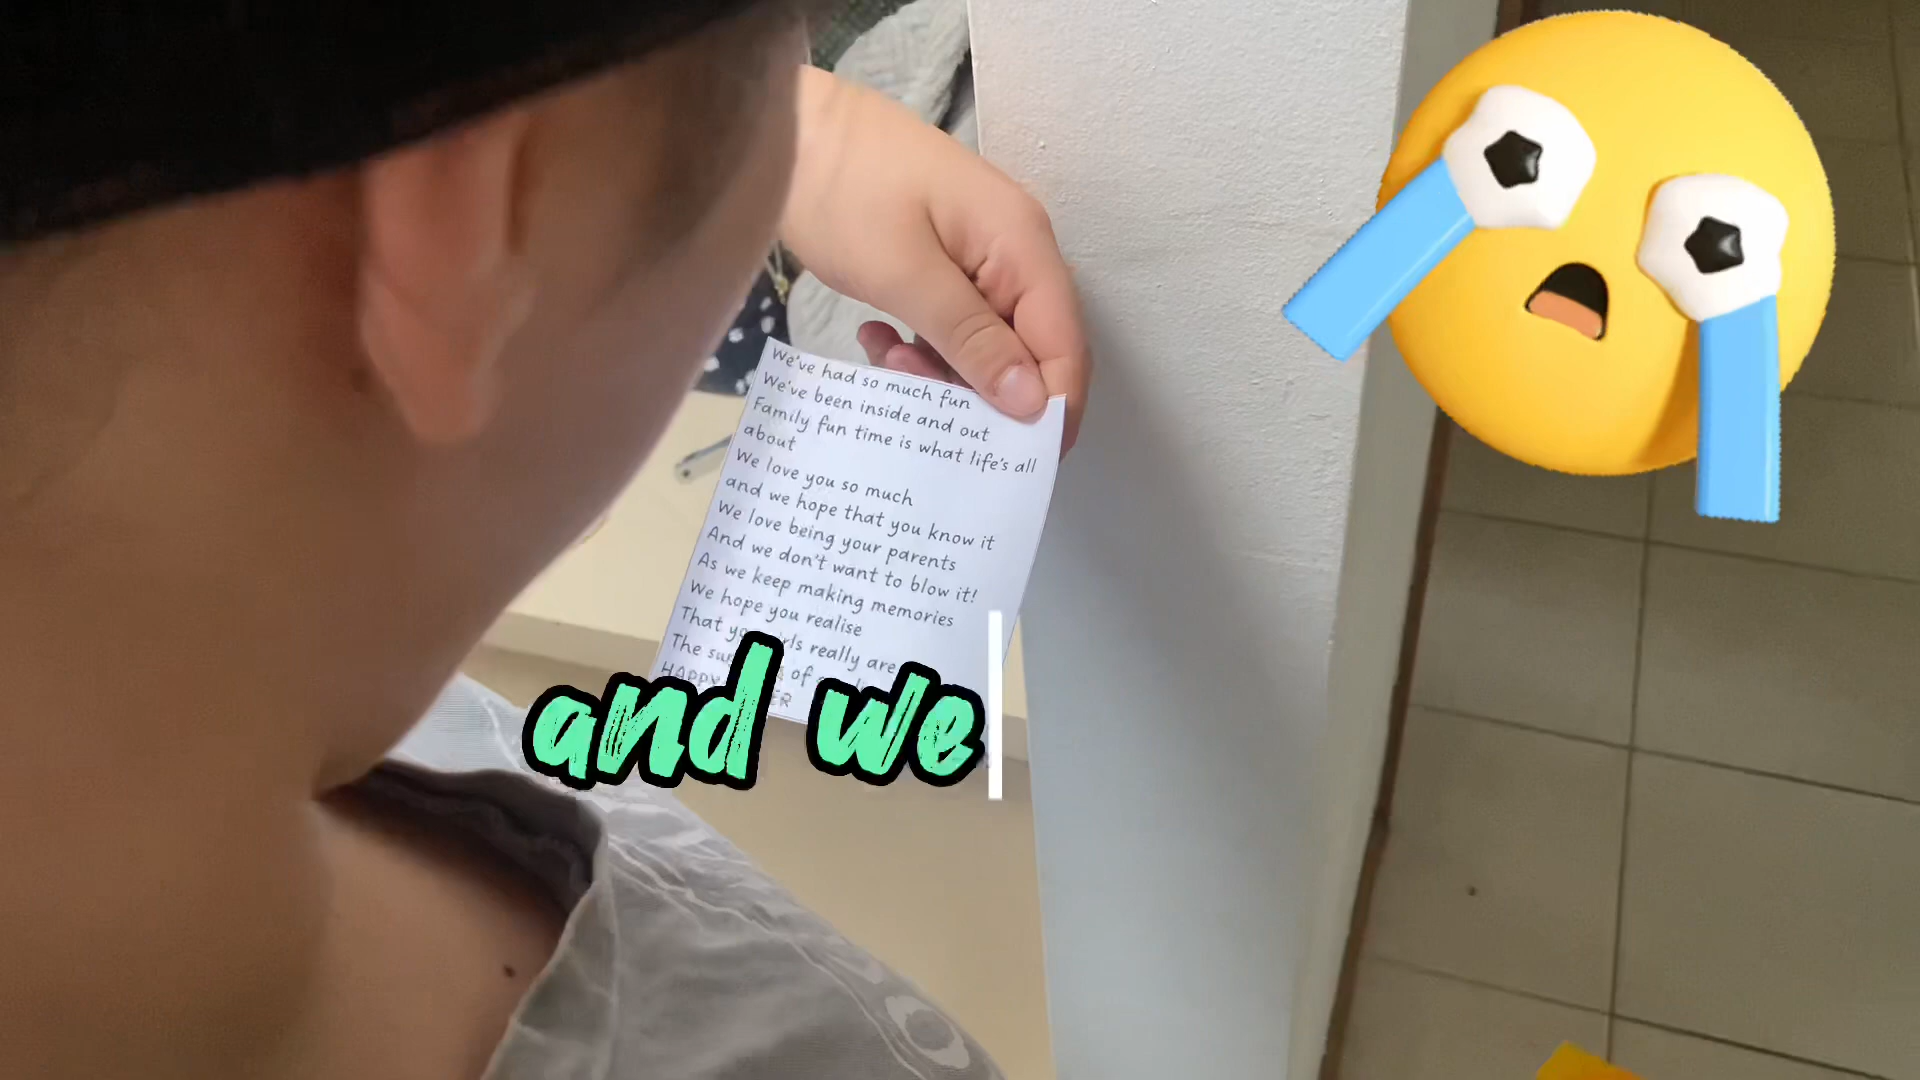 We've had so much fun
We've been inside and out
Family fun time is what life's all
about
We love you so much
and we hope that you know it
We love being your parents
And we don't want to blow it!
As we keep making memories
We hope you realise
That really are
The of
HAPPY
and we